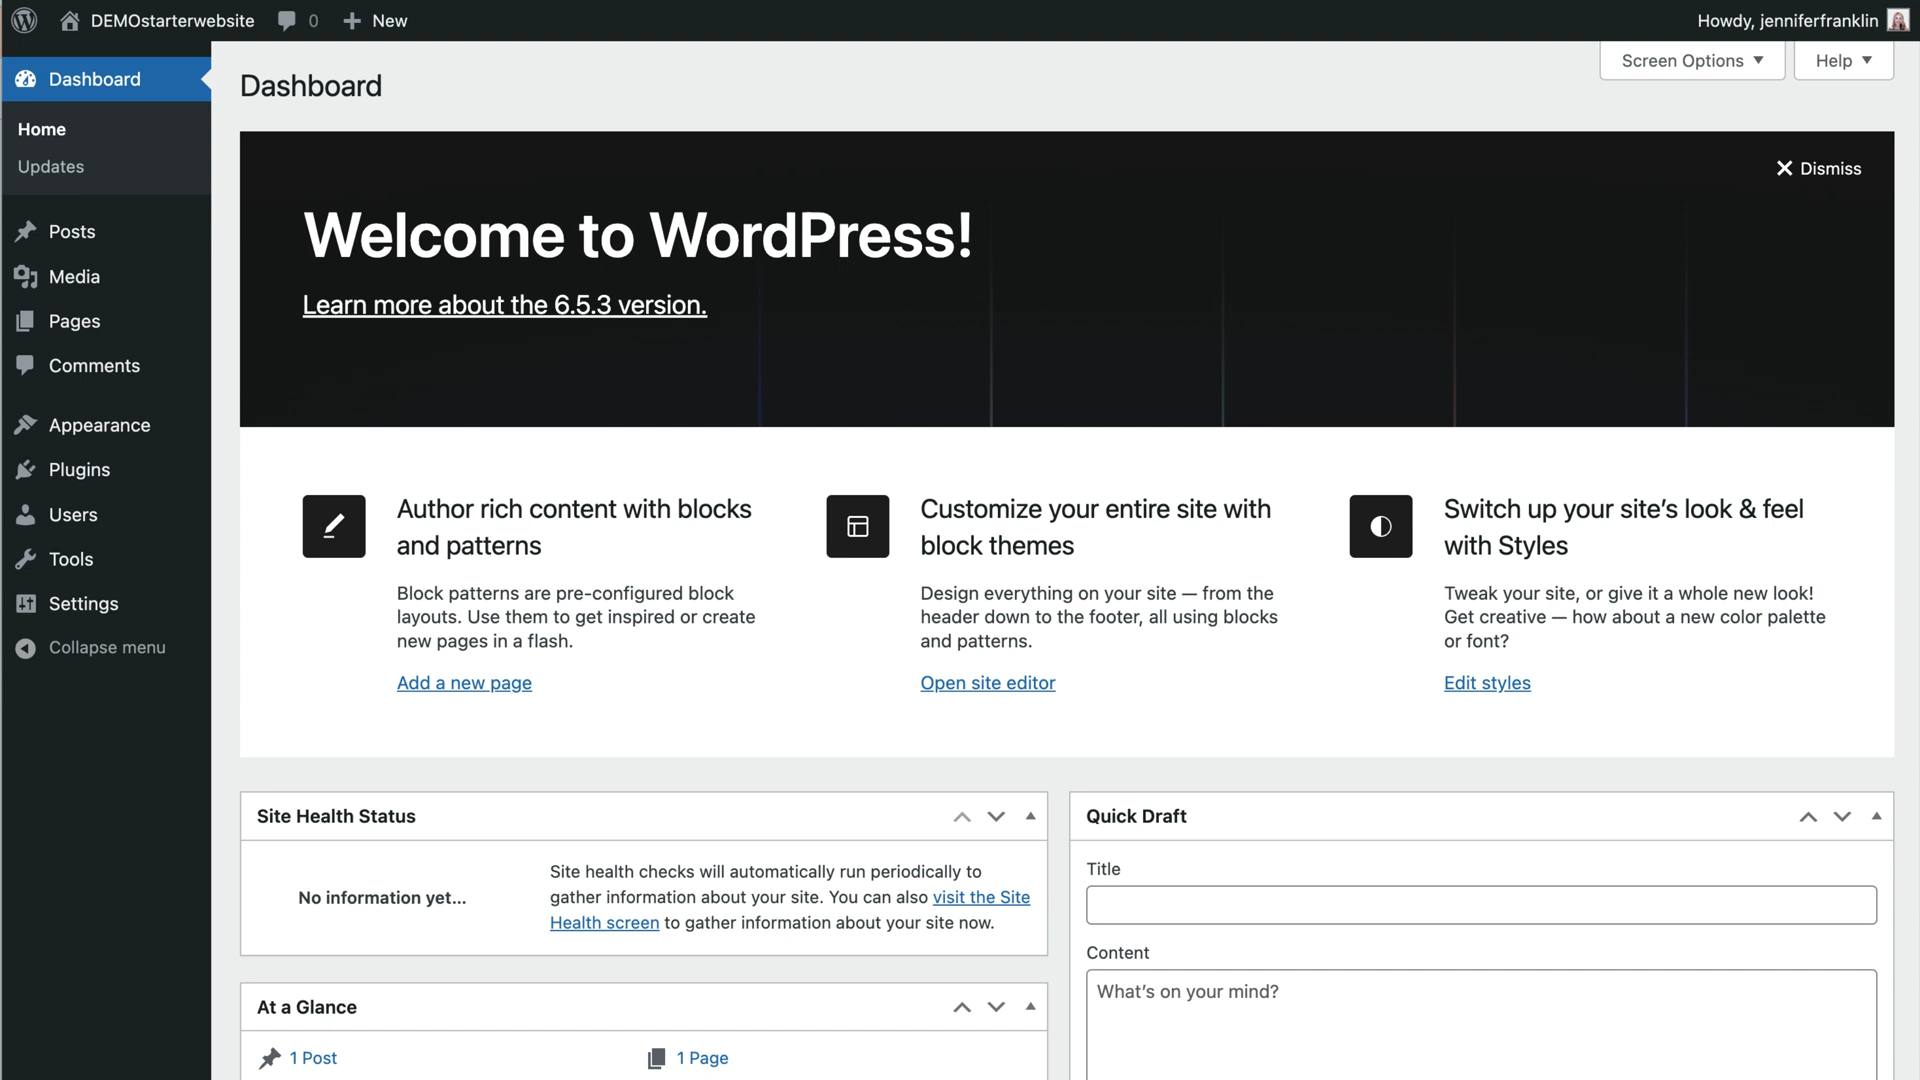 DEMOstarterwebsite 0 New Howdy, jenniferfranklin
Screen Options Help
Dashboard
Home
Updates
Posts
Media
Pages
Comments
Appearance
Plugins
Users
Tools
Settings
Collapse menu
Dashboard
Dismiss
Welcome to WordPress!
Learn more about the 6.5.3 version.
Author rich content with blocks
and patterns
Block patterns are pre-configured block
layouts. Use them to get inspired or create
new pages in a flash.
Add a new page
Customize your entire site with
block themes
Design everything on your site — from the
header down to the footer, all using blocks
and patterns.
Open site editor
Switch up your site’s look & feel
with Styles
Tweak your site, or give it a whole new look!
Get creative — how about a new color palette
or font?
Edit styles
Site Health Status
No information yet...
Site health checks will automatically run periodically to
gather information about your site. You can also visit the Site
Health screen to gather information about your site now.
At a Glance
1 Post 1 Page
Quick Draft
Title
Content
What’s on your mind?